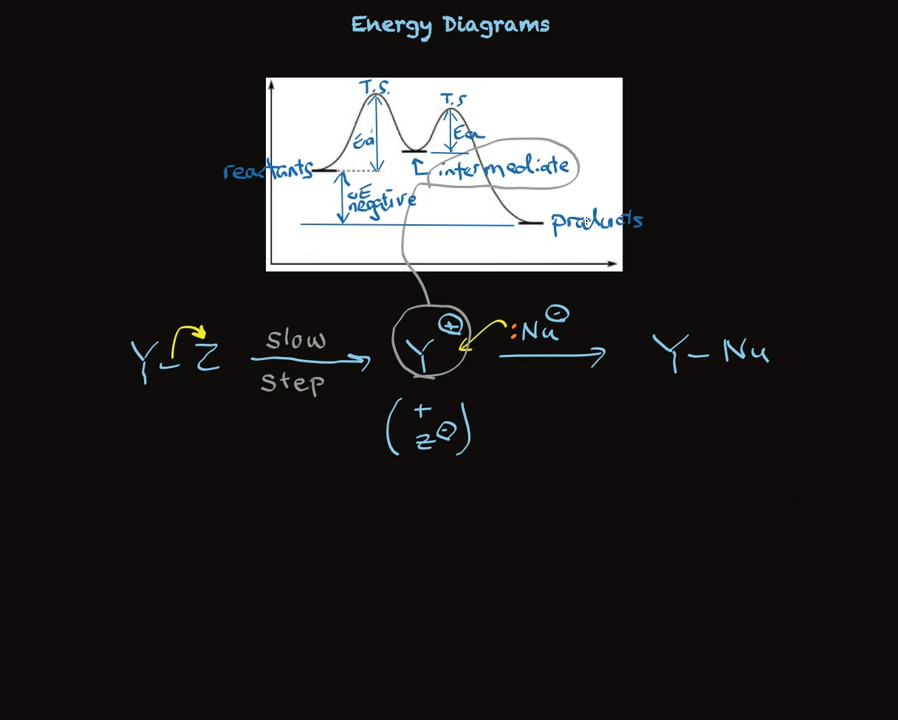 Energy Diagrams
T.S.
T.S
Ea
Ea
reactants
intermediate
ΔE
negative
products
Y–Z
slow
step
Y⊕
:Nu⊖
Y–Nu
(+
Z⊖)